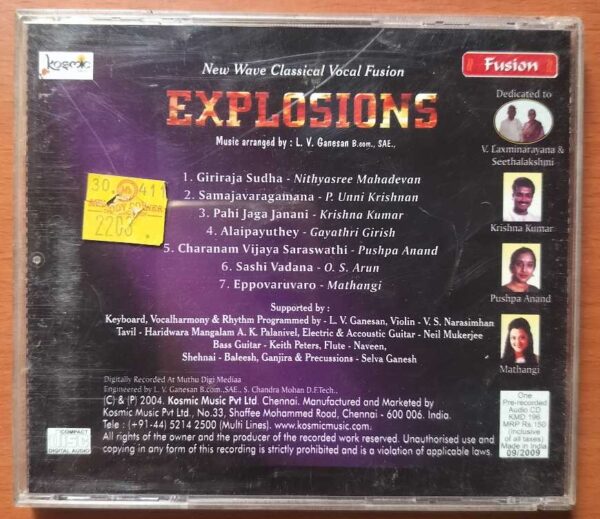 kosmic
New Wave Classical Vocal Fusion
Fusion
EXPLOSIONS
Music arranged by : L. V. Ganesan B.com., SAE.,
Dedicated to
V. Laxminarayana &
Seethalakshmi
1. Giriraja Sudha - Nithyasree Mahadevan
2. Samajavaragamana - P. Unni Krishnan
3. Pahi Jaga Janani - Krishna Kumar
4. Alaipayuthey - Gayathri Girish
5. Charanam Vijaya Saraswathi - Pushpa Anand
6. Sashi Vadana - O. S. Arun
7. Eppovaruvaro - Mathangi
30
411
2203
Krishna Kumar
Pushpa Anand
Mathangi
Supported by :
Keyboard, Vocalharmony & Rhythm Programmed by - L. V. Ganesan, Violin - V. S. Narasimhan
Tavil - Haridwara Mangalam A. K. Palanivel, Electric & Accoustic Guitar - Neil Mukerjee
Bass Guitar - Keith Peters, Flute - Naveen,
Shehnai - Baleesh, Ganjira & Precussions - Selva Ganesh
Digitally Recorded At Muthu Digi Mediaa
Engineered by L. V. Ganesan B.com.,SAE., S. Chandra Mohan D.F.Tech.,
(C) & (P) 2004. Kosmic Music Pvt Ltd. Chennai. Manufactured and Marketed by
Kosmic Music Pvt Ltd., No.33, Shaffee Mohammed Road, Chennai - 600 006. India.
Tele : (+91-44) 5214 2500 (Multi Lines). www.kosmicmusic.com.
All rights of the owner and the producer of the recorded work reserved. Unauthorised use and
copying in any form of this recording is strictly prohibited and is a violation of applicable laws.
COMPACT
disc
DIGITAL AUDIO
One
Pre-recorded
Audio CD
KMD 196
MRP Rs.150
(Inclusive
of all taxes)
Made in India
09/2009